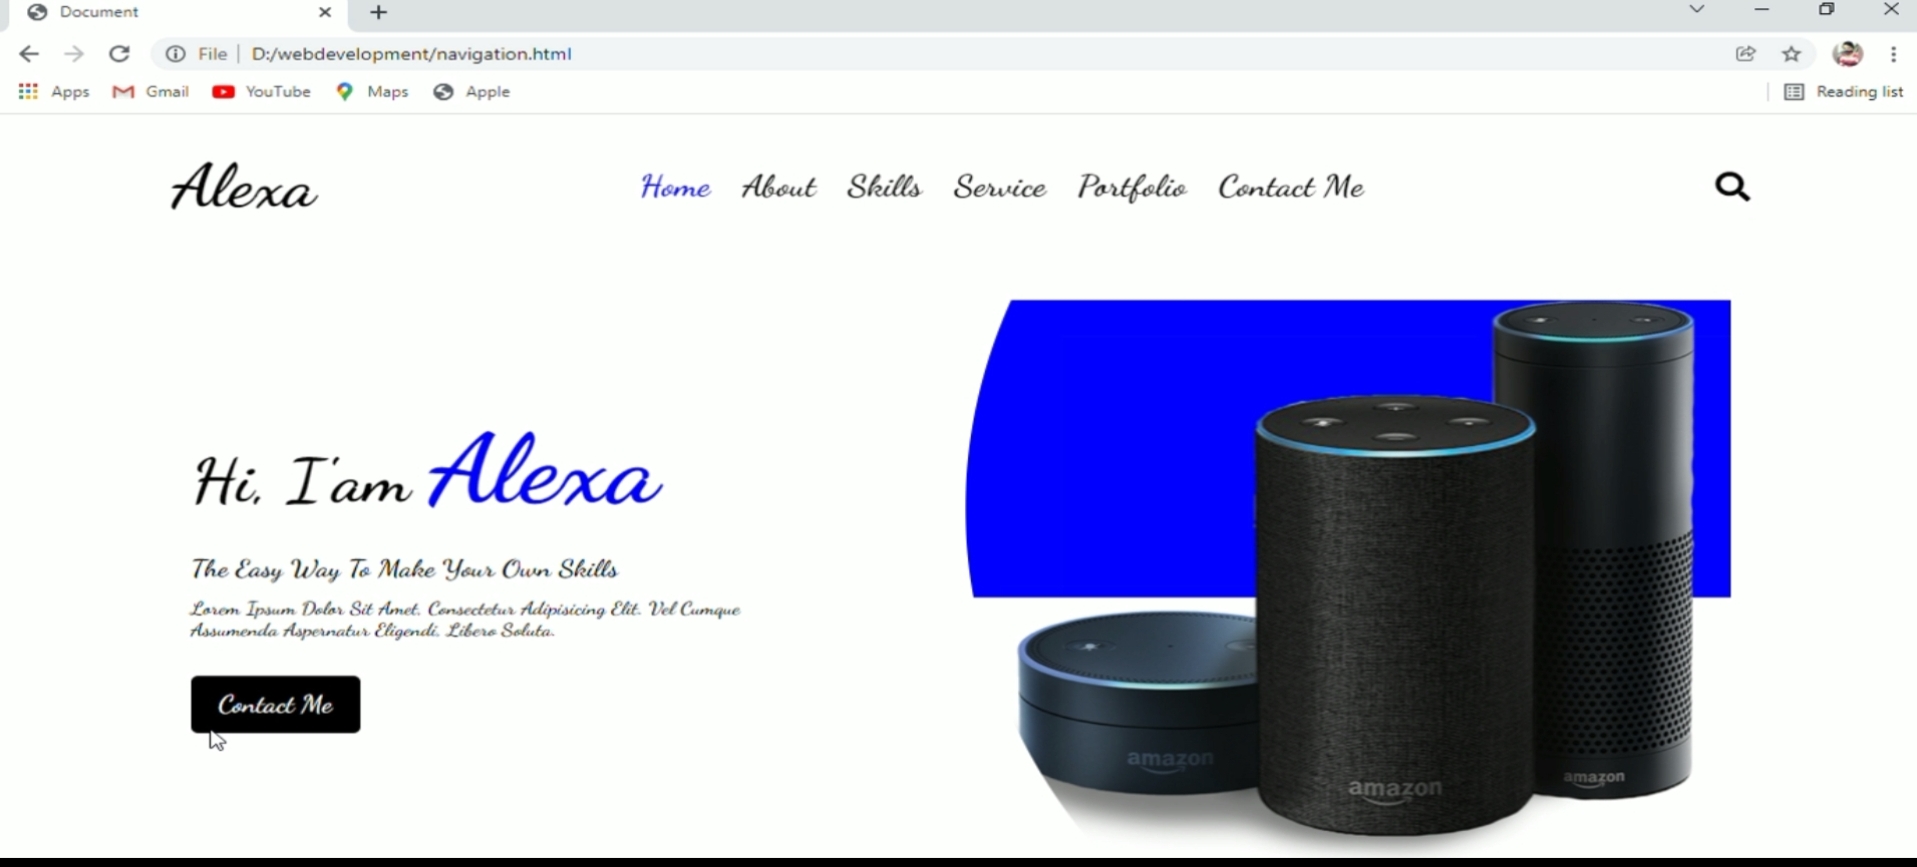 Document
File D:/webdevelopment/navigation.html
Apps Gmail YouTube Maps Apple Reading list
Alexa Home About Skills Service Portfolio Contact Me
Hi, I'am Alexa
The Easy Way To Make Your Own Skills
Lorem Ipsum Dolor Sit Amet, Consectetur Adipisicing Elit. Vel Cumque
Assumenda Aspernatur Eligendi, Libero Soluta.
Contact Me
amazon
amazon
amazon